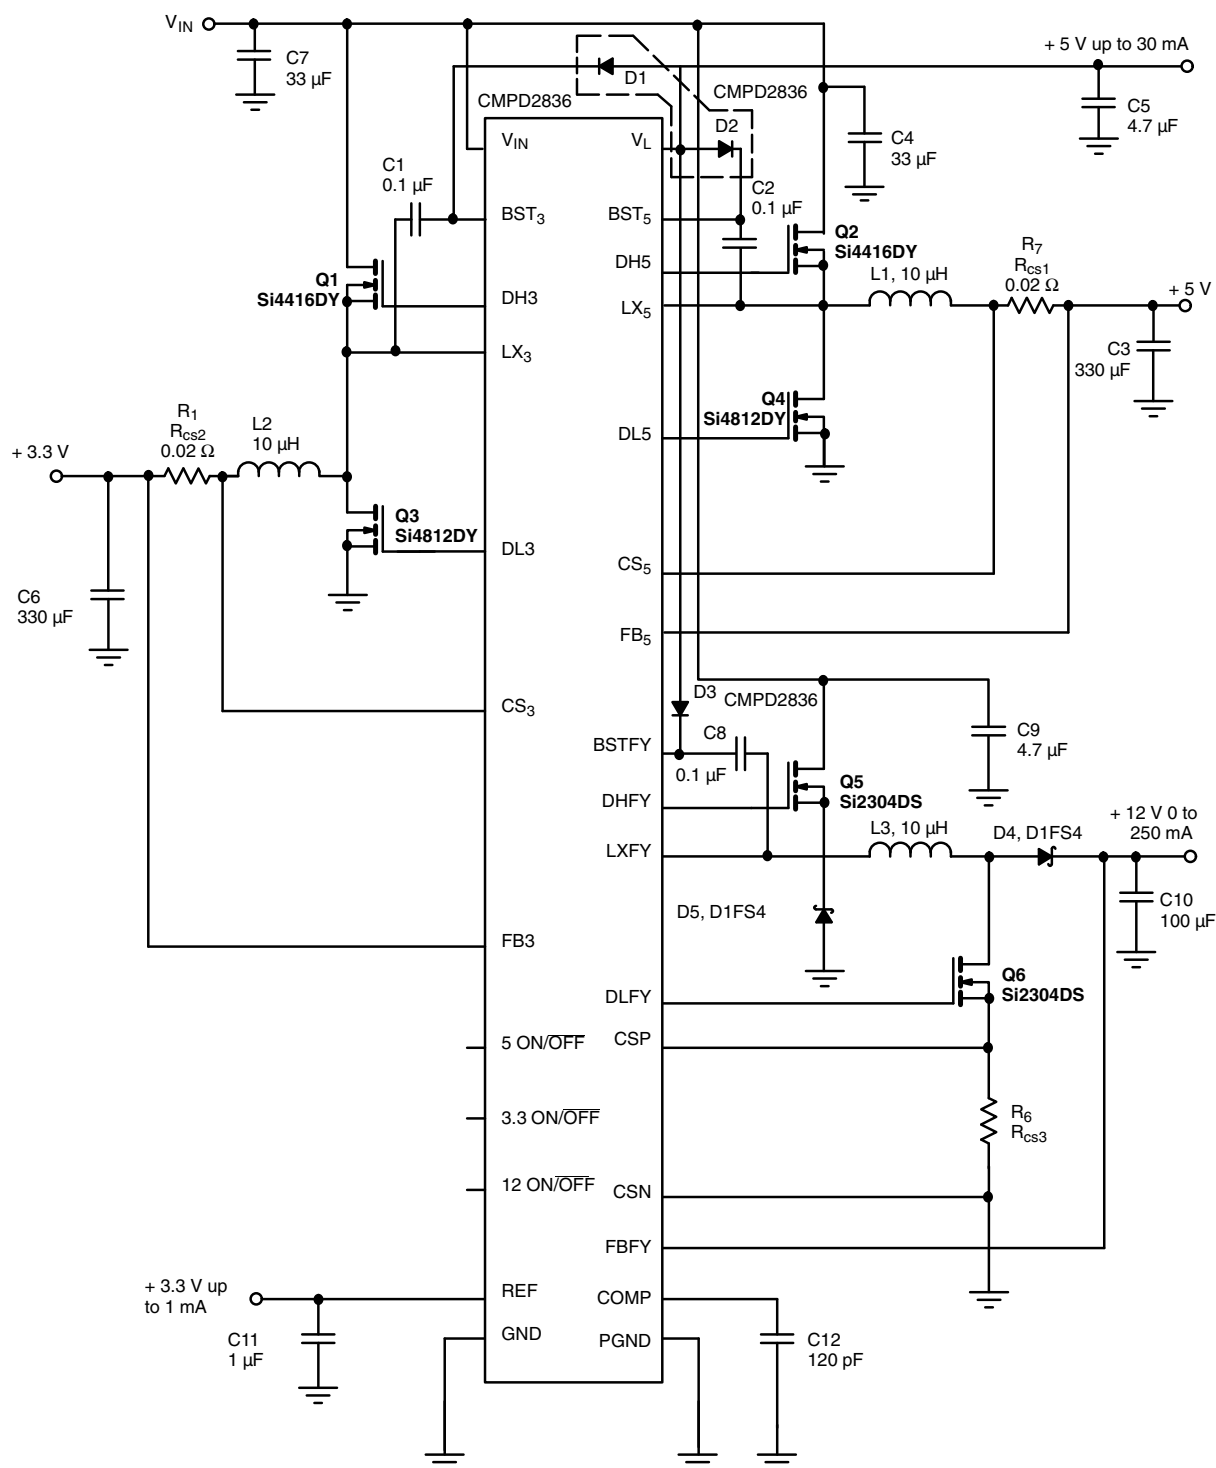 VIN
C7
33 µF
+ 5 V up to 30 mA
D1
CMPD2836
CMPD2836
C5
4.7 µF
D2
C4
33 µF
VIN
VL
C1
0.1 µF
C2
0.1 µF
BST3
BST5
Q2
Si4416DY
DH5
Q1
Si4416DY
DH3
L1, 10 µH
R7
Rcs1
0.02 Ω
+ 5 V
LX5
LX3
C3
330 µF
Q4
Si4812DY
DL5
R1
Rcs2
0.02 Ω
L2
10 µH
+ 3.3 V
Q3
Si4812DY
DL3
CS5
C6
330 µF
FB5
CS3
D3
CMPD2836
C8
0.1 µF
C9
4.7 µF
BSTFY
Q5
Si2304DS
DHFY
L3, 10 µH
D4, D1FS4
+ 12 V 0 to
250 mA
LXFY
D5, D1FS4
C10
100 µF
FB3
Q6
Si2304DS
DLFY
5 ON/OFF
CSP
3.3 ON/OFF
R6
Rcs3
12 ON/OFF
CSN
FBFY
+ 3.3 V up
to 1 mA
REF
COMP
C11
1 µF
GND
PGND
C12
120 pF